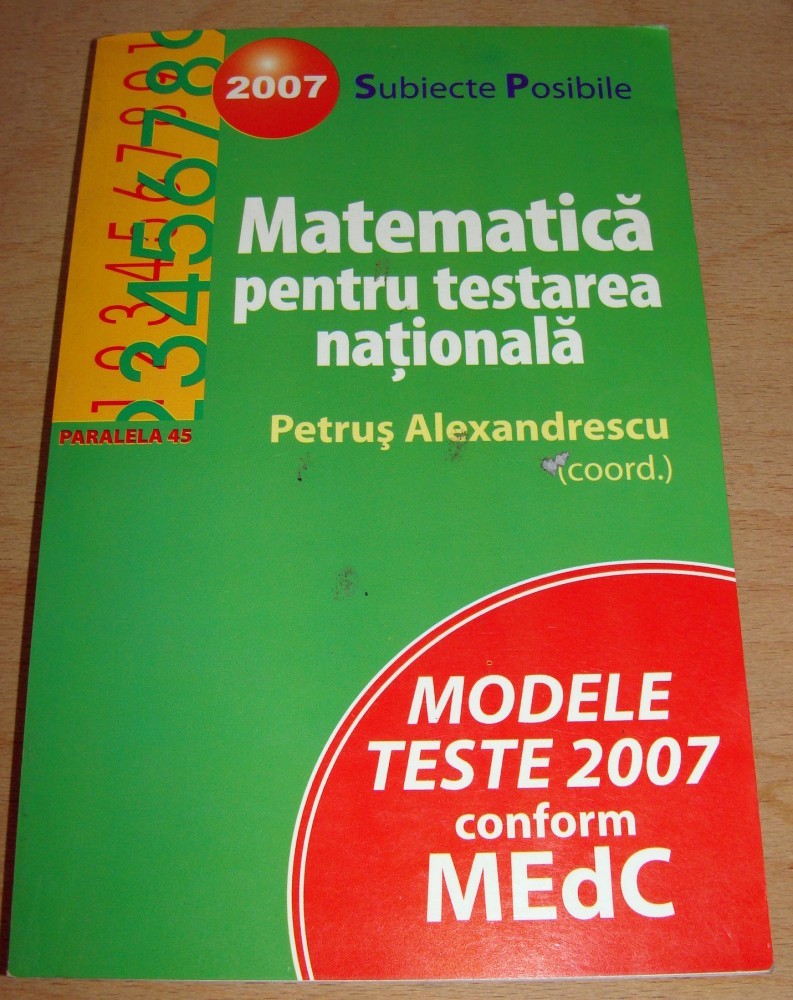 2007 Subiecte Posibile
Matematică
pentru testarea
națională
PARALELA 45
Petruş Alexandrescu
(coord.)
MODELE
TESTE 2007
conform
MEdC